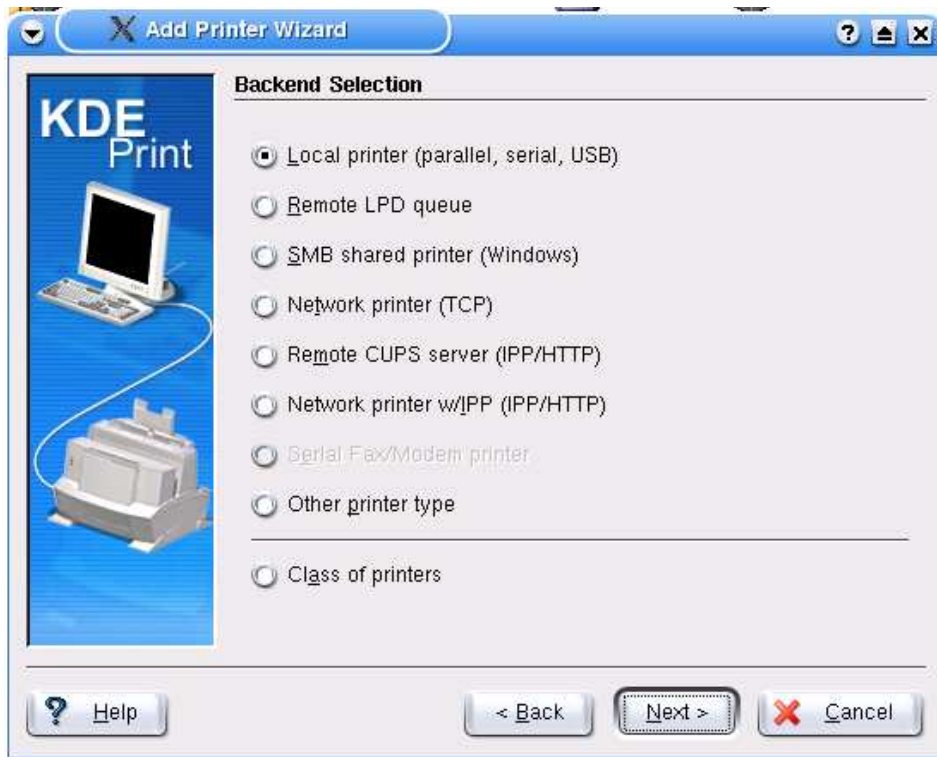 Add Printer Wizard
?
KDE
Print
Backend Selection
Local printer (parallel, serial, USB)
Remote LPD queue
SMB shared printer (Windows)
Network printer (TCP)
Remote CUPS server (IPP/HTTP)
Network printer w/IPP (IPP/HTTP)
Serial Fax/Modem printer
Other printer type
Class of printers
? Help
< Back
Next >
Cancel